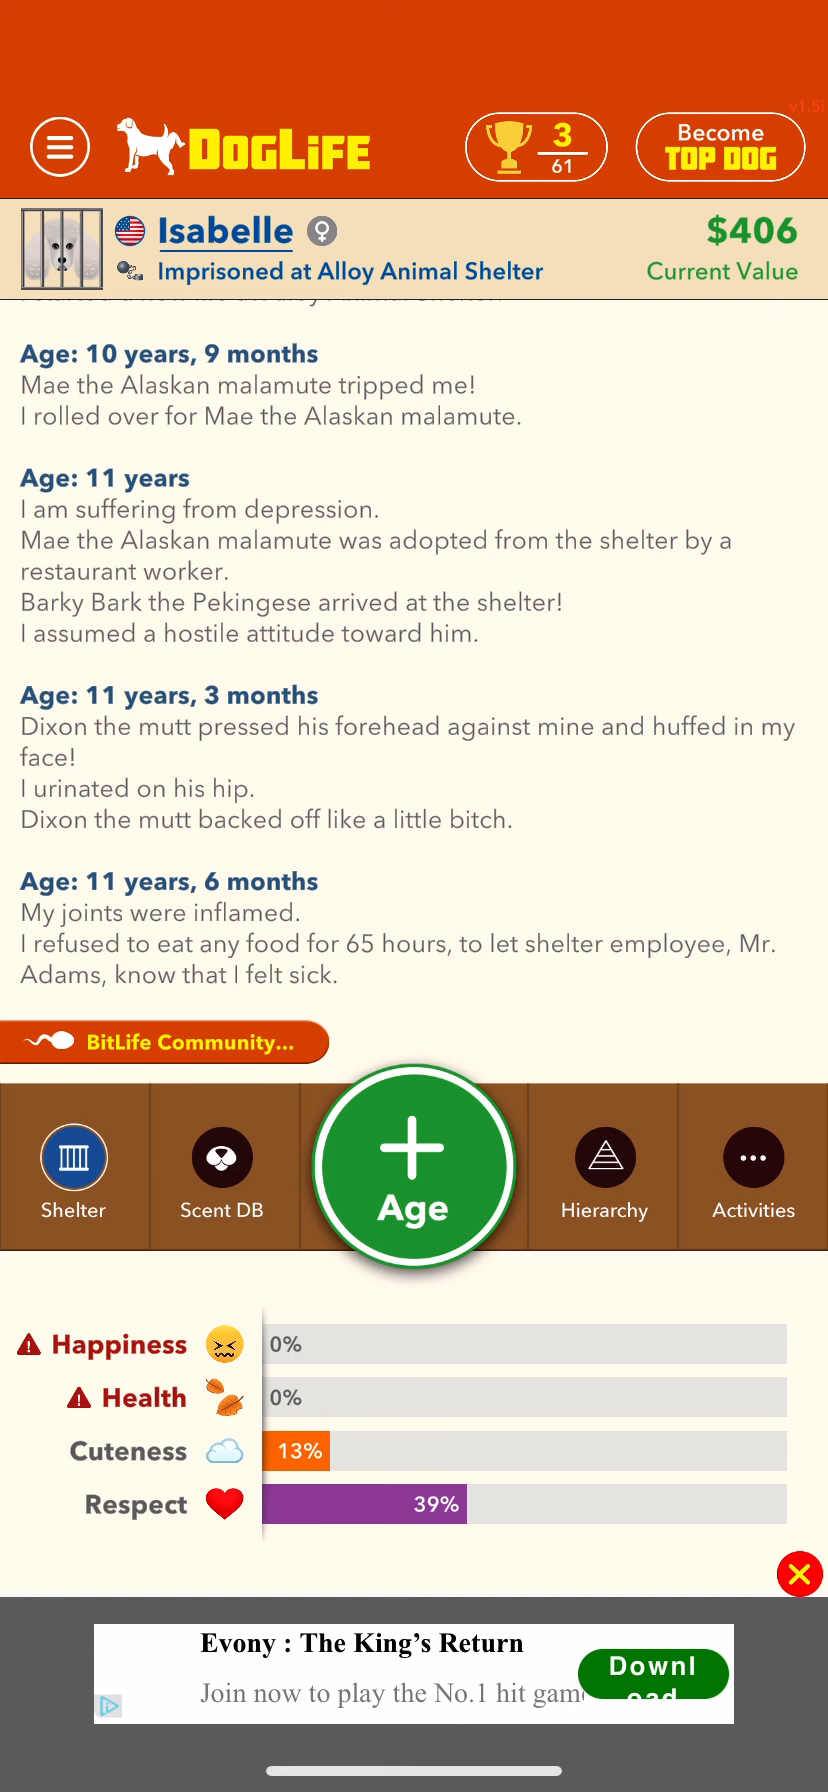 v1.5i
DOGLIFE
3
61
Become
TOP DOG
Isabelle
$406
Imprisoned at Alloy Animal Shelter
Current Value
Age: 10 years, 9 months
Mae the Alaskan malamute tripped me!
I rolled over for Mae the Alaskan malamute.
Age: 11 years
I am suffering from depression.
Mae the Alaskan malamute was adopted from the shelter by a
restaurant worker.
Barky Bark the Pekingese arrived at the shelter!
I assumed a hostile attitude toward him.
Age: 11 years, 3 months
Dixon the mutt pressed his forehead against mine and huffed in my
face!
I urinated on his hip.
Dixon the mutt backed off like a little bitch.
Age: 11 years, 6 months
My joints were inflamed.
I refused to eat any food for 65 hours, to let shelter employee, Mr.
Adams, know that I felt sick.
BitLife Community...
Shelter
Scent DB
Age
Hierarchy
Activities
Happiness
0%
Health
0%
Cuteness
13%
Respect
39%
Evony : The King's Return
Join now to play the No.1 hit gam
Downl
oad